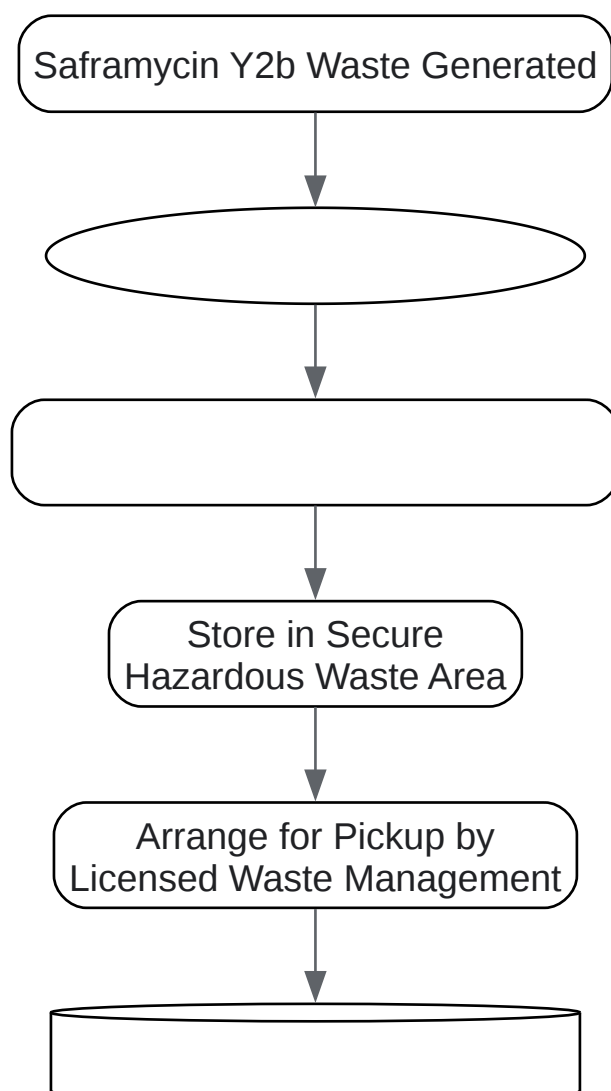 Saframycin Y2b Waste Generated
Store in Secure
Hazardous Waste Area
Arrange for Pickup by
Licensed Waste Management